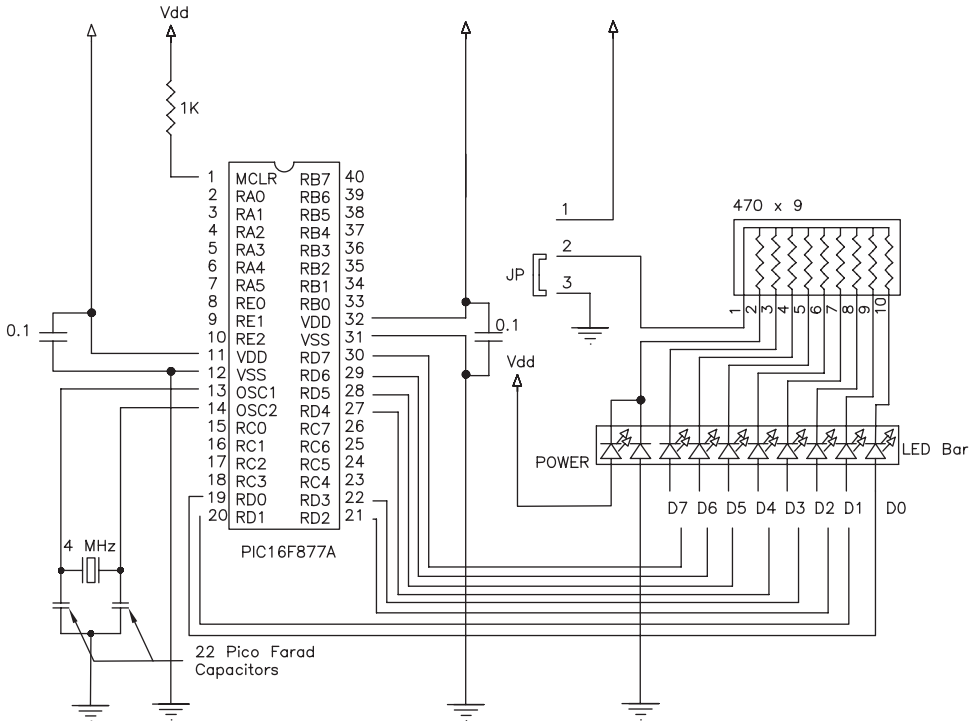 Vdd
1K
1 MCLR RB7 40
2 RA0 RB6 39
3 RA1 RB5 38
4 RA2 RB4 37
5 RA3 RB3 36
6 RA4 RB2 35
7 RA5 RB1 34
8 RE0 RB0 33
9 RE1 VDD 32
10 RE2 VSS 31
11 VDD RD7 30
12 VSS RD6 29
13 OSC1 RD5 28
14 OSC2 RD4 27
15 RC0 RC7 26
16 RC1 RC6 25
17 RC2 RC5 24
18 RC3 RC4 23
19 RD0 RD3 22
20 RD1 RD2 21
PIC16F877A
0.1
4 MHz
22 Pico Farad
Capacitors
0.1
Vdd
1
2
3
JP
470 x 9
1 2 3 4 5 6 7 8 9 10
POWER
LED Bar
D7 D6 D5 D4 D3 D2 D1 D0